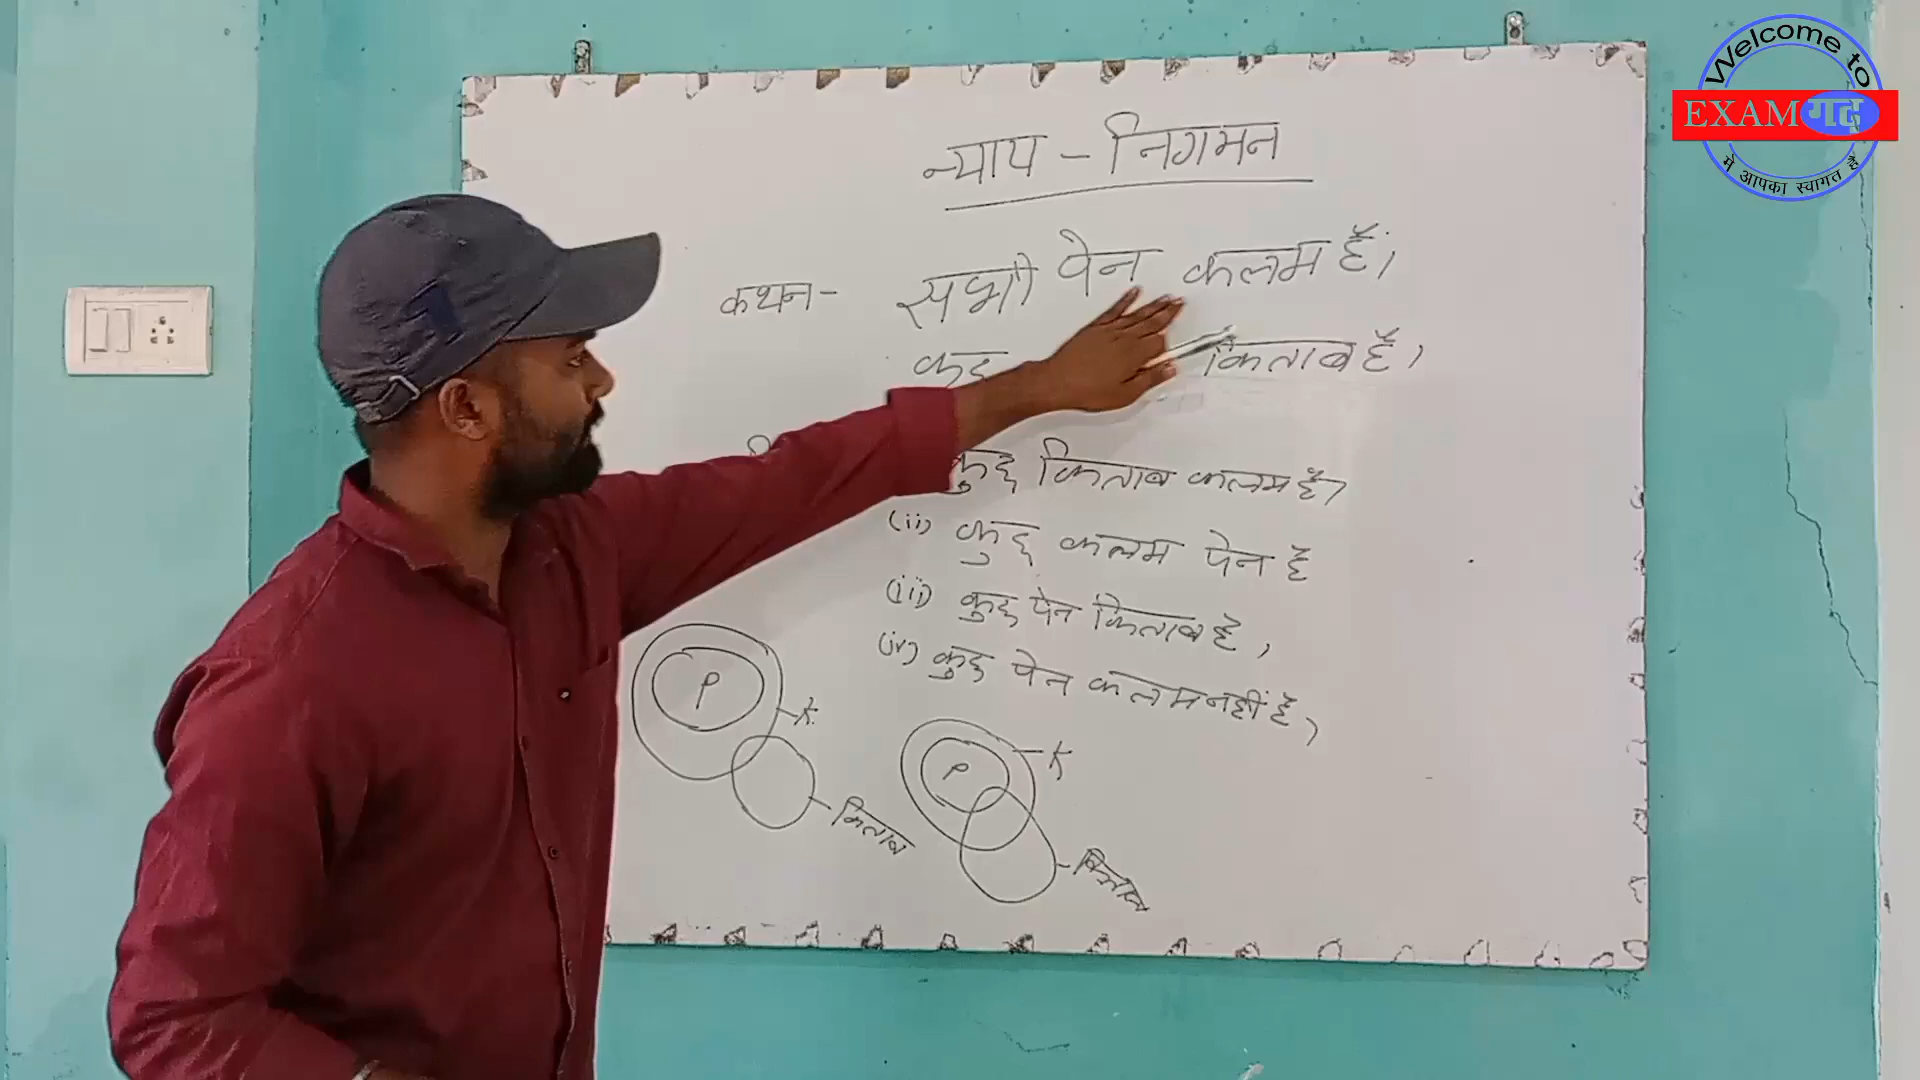 Welcome to
EXAMगढ़
में आपका स्वागत है
न्याय - निगमन
कथन - सभी पेन कलम हैं,
कुछ किताब हैं,
कुछ किताब कलम हैं,
(ii) कुछ कलम पेन है
(iii) कुछ पेन किताब है,
(iv) कुछ पेन कलम नहीं है,
P
K
किताब
P
K
किताब